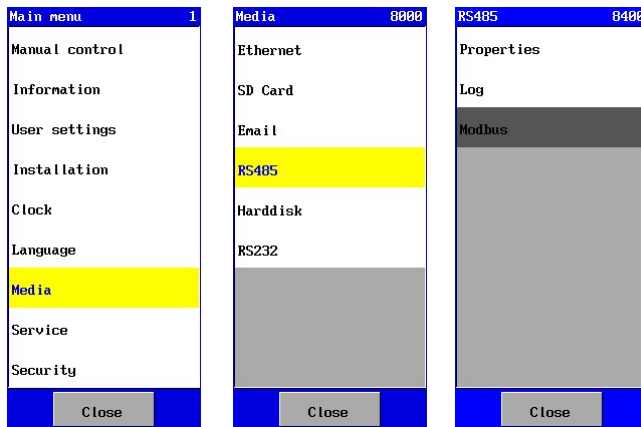 Main menu 1
Manual control
Information
User settings
Installation
Clock
Language
Media
Service
Security
Close
Media 8000
Ethernet
SD Card
Email
RS485
Harddisk
RS232
Close
RS485 8400
Properties
Log
Modbus
Close